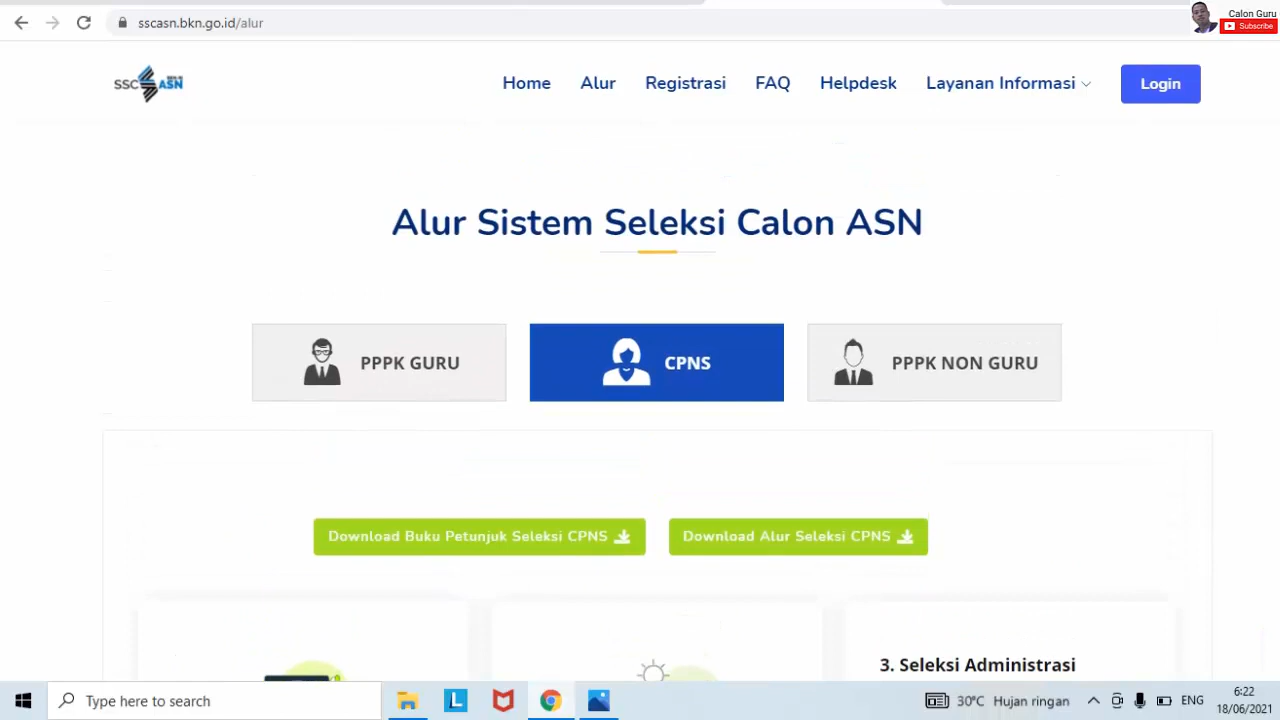 sscasn.bkn.go.id/alur
Calon Guru
Subscribe
SSC ASN
Home Alur Registrasi FAQ Helpdesk Layanan Informasi Login
Alur Sistem Seleksi Calon ASN
PPPK GURU CPNS PPPK NON GURU
Download Buku Petunjuk Seleksi CPNS Download Alur Seleksi CPNS
3. Seleksi Administrasi
Type here to search 30°C Hujan ringan ENG 6:22
18/06/2021